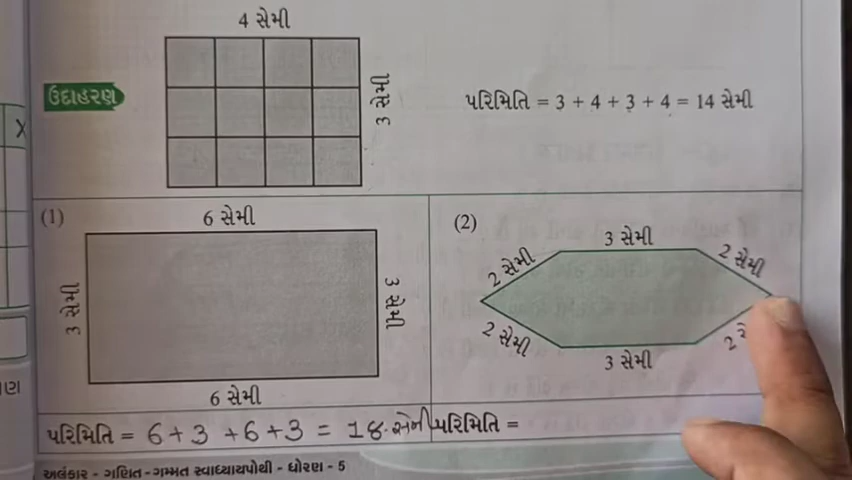 4 સેમી
ઉદાહરણ
3 સેમી
પરિમિતિ = 3 + 4 + 3 + 4 = 14 સેમી
X
(1)
6 સેમી
3 સેમી
3 સેમી
6 સેમી
પરિમિતિ = 6 + 3 + 6 + 3 = 18 સેમી
(2)
3 સેમી
2 સેમી
2 સેમી
2 સેમી
3 સેમી
2
પરિમિતિ =
અલંકાર - ગણિત - ગમ્મત સ્વાધ્યાયપોથી - ધોરણ - 5